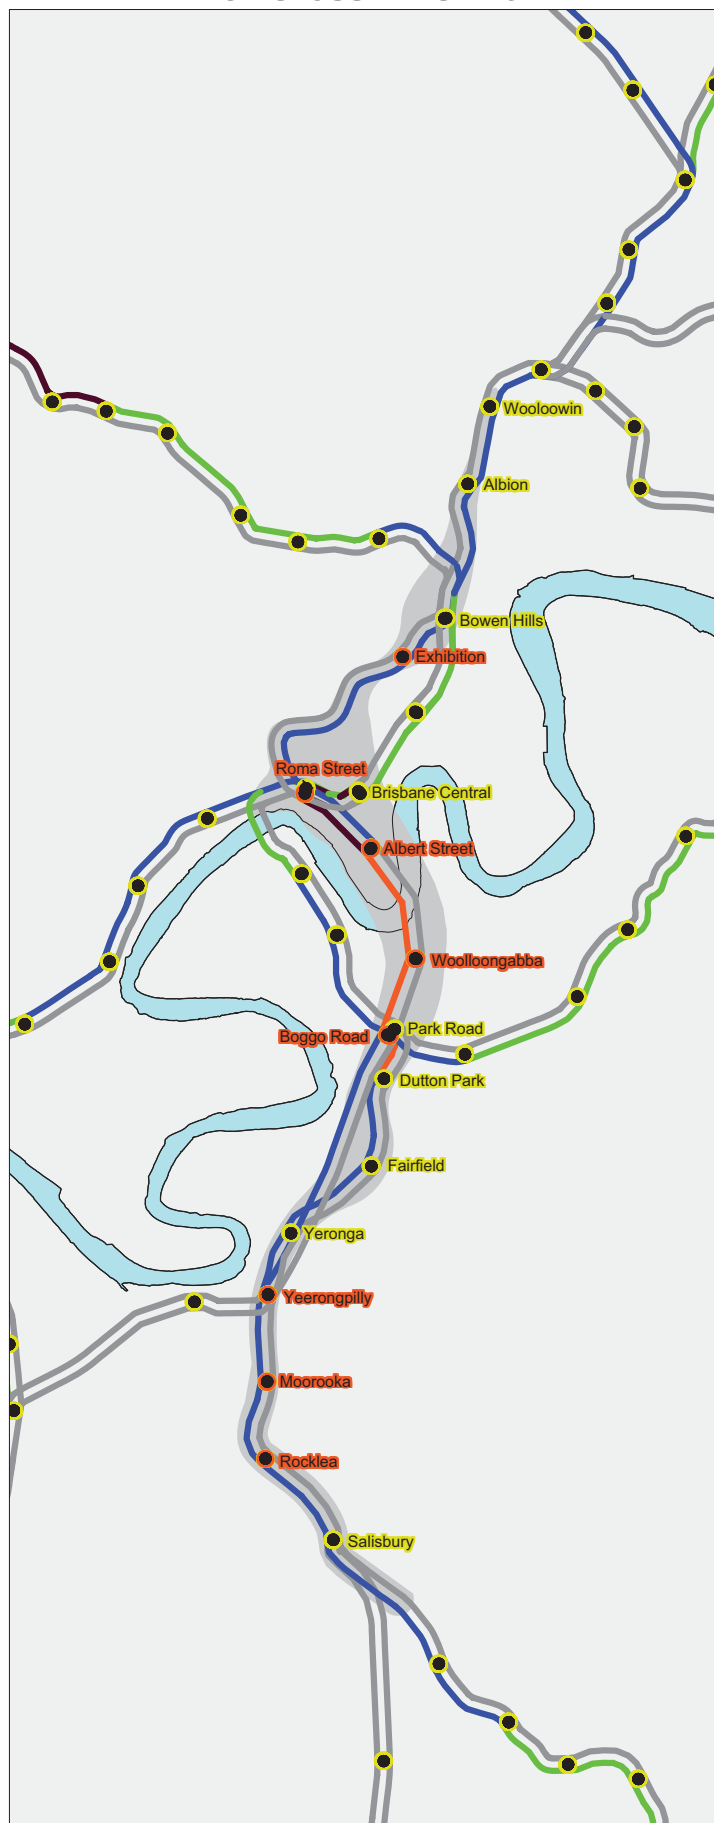 Wooloowin
Albion
Bowen Hills
Exhibition
Roma Street
Brisbane Central
Albert Street
Woolloongabba
Park Road
Boggo Road
Dutton Park
Fairfield
Yeronga
Yeerongpilly
Moorooka
Rocklea
Salisbury